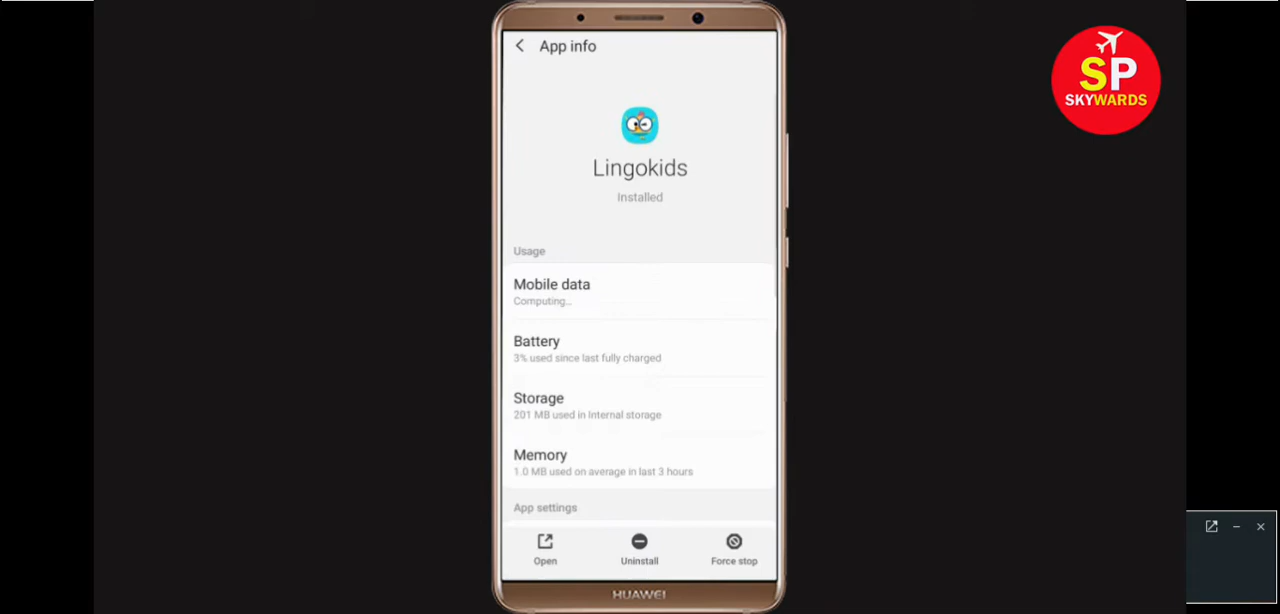 App info
SP
SKYWARDS
Lingokids
Installed
Usage
Mobile data
Computing...
Battery
3% used since last fully charged
Storage
201 MB used in Internal storage
Memory
1.0 MB used on average in last 3 hours
App settings
Open
Uninstall
Force stop
HUAWEI